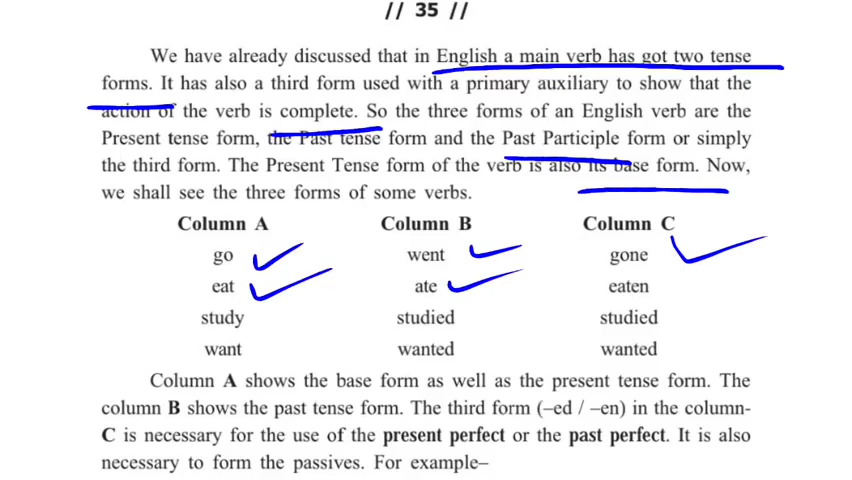 // 35 //
We have already discussed that in English a main verb has got two tense
forms. It has also a third form used with a primary auxiliary to show that the
action of the verb is complete. So the three forms of an English verb are the
Present tense form, the Past tense form and the Past Participle form or simply
the third form. The Present Tense form of the verb is also its base form. Now,
we shall see the three forms of some verbs.
Column A Column B Column C
go went gone
eat ate eaten
study studied studied
want wanted wanted
Column A shows the base form as well as the present tense form. The
column B shows the past tense form. The third form (–ed / –en) in the column-
C is necessary for the use of the present perfect or the past perfect. It is also
necessary to form the passives. For example–